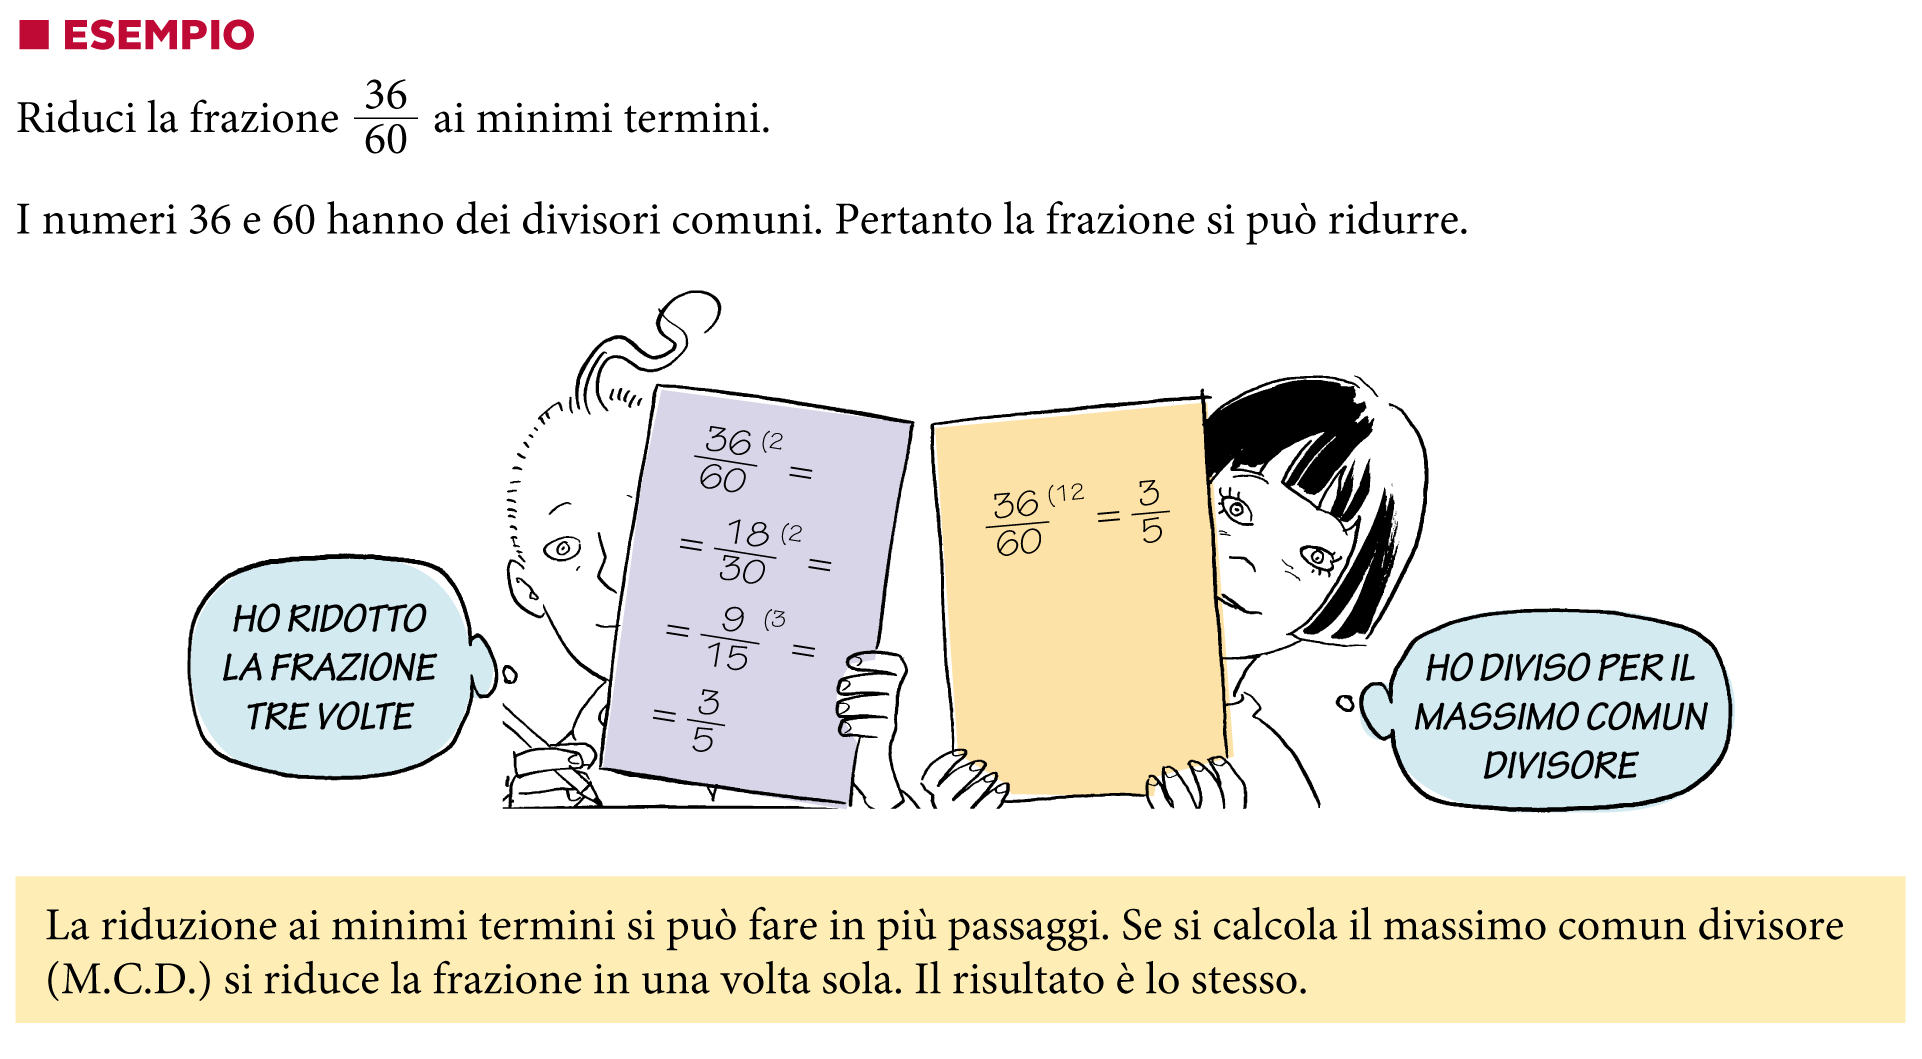 ESEMPIO
Riduci la frazione 36/60 ai minimi termini.
I numeri 36 e 60 hanno dei divisori comuni. Pertanto la frazione si può ridurre.
36/60 (2 =
= 18/30 (2 =
= 9/15 (3 =
= 3/5
36/60 (12 = 3/5
HO RIDOTTO
LA FRAZIONE
TRE VOLTE
HO DIVISO PER IL
MASSIMO COMUN
DIVISORE
La riduzione ai minimi termini si può fare in più passaggi. Se si calcola il massimo comun divisore
(M.C.D.) si riduce la frazione in una volta sola. Il risultato è lo stesso.